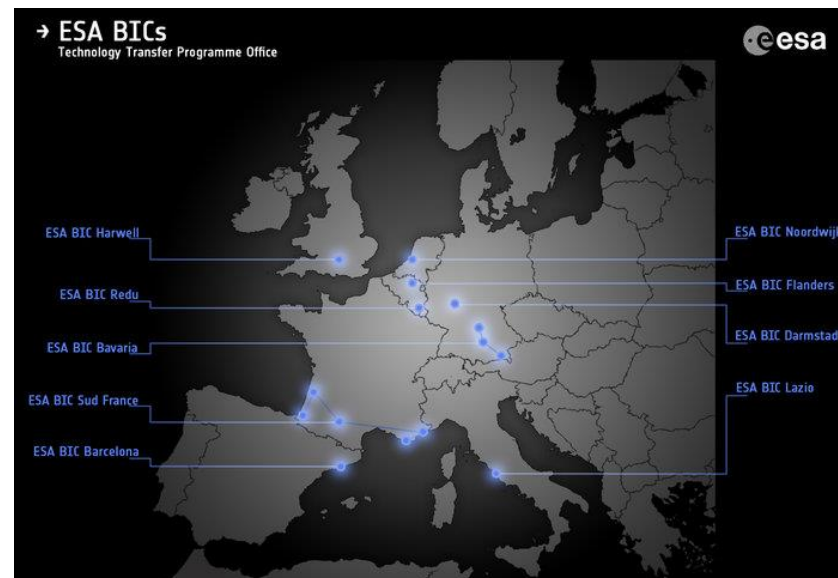 → ESA BICs
Technology Transfer Programme Office
esa
ESA BIC Harwell
ESA BIC Redu
ESA BIC Bavaria
ESA BIC Sud France
ESA BIC Barcelona
ESA BIC Noordwij
ESA BIC Flanders
ESA BIC Darmstad
ESA BIC Lazio